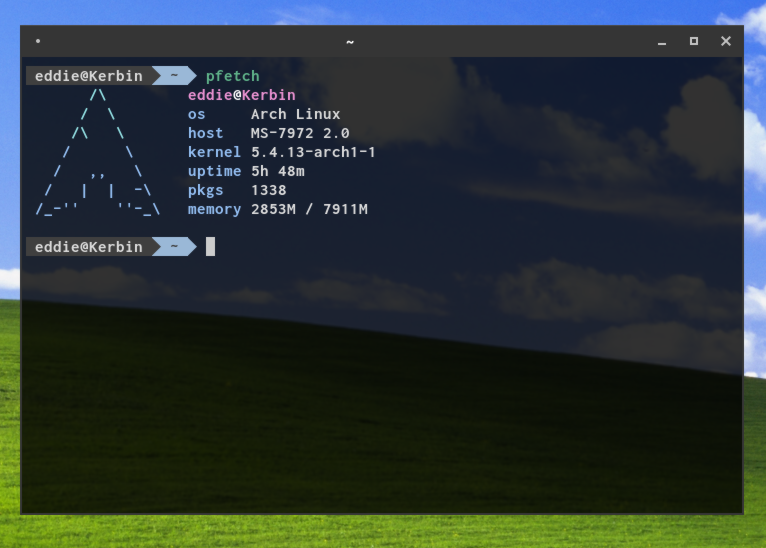 ~
eddie@Kerbin ~ pfetch
/\ eddie@Kerbin
/  \ os Arch Linux
/\   \ host MS-7972 2.0
/      \ kernel 5.4.13-arch1-1
/   ,,   \ uptime 5h 48m
/   |  |  -\ pkgs 1338
/_-''    ''-_\ memory 2853M / 7911M
eddie@Kerbin ~